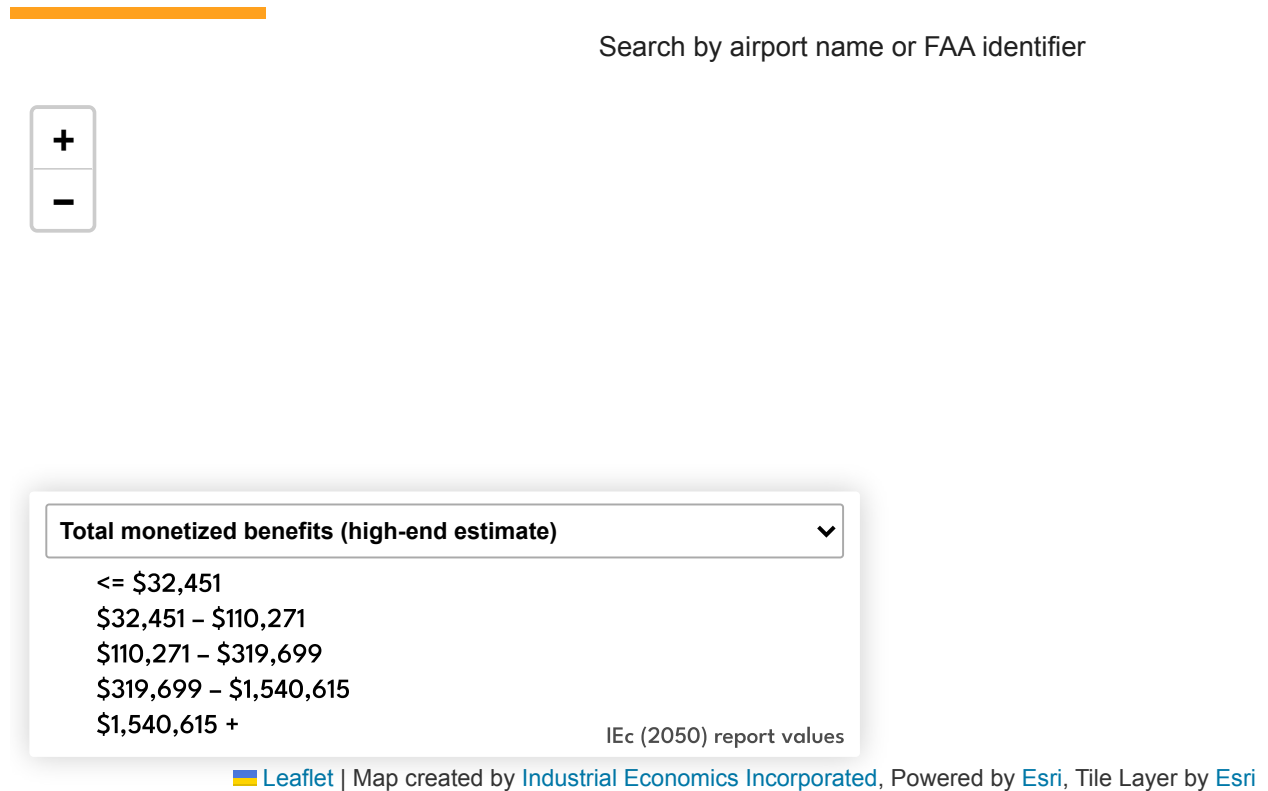 Search by airport name or FAA identifier
+
−
Total monetized benefits (high-end estimate)
<= $32,451
$32,451 – $110,271
$110,271 – $319,699
$319,699 – $1,540,615
$1,540,615 +
IEc (2050) report values
Leaflet | Map created by Industrial Economics Incorporated, Powered by Esri, Tile Layer by Esri